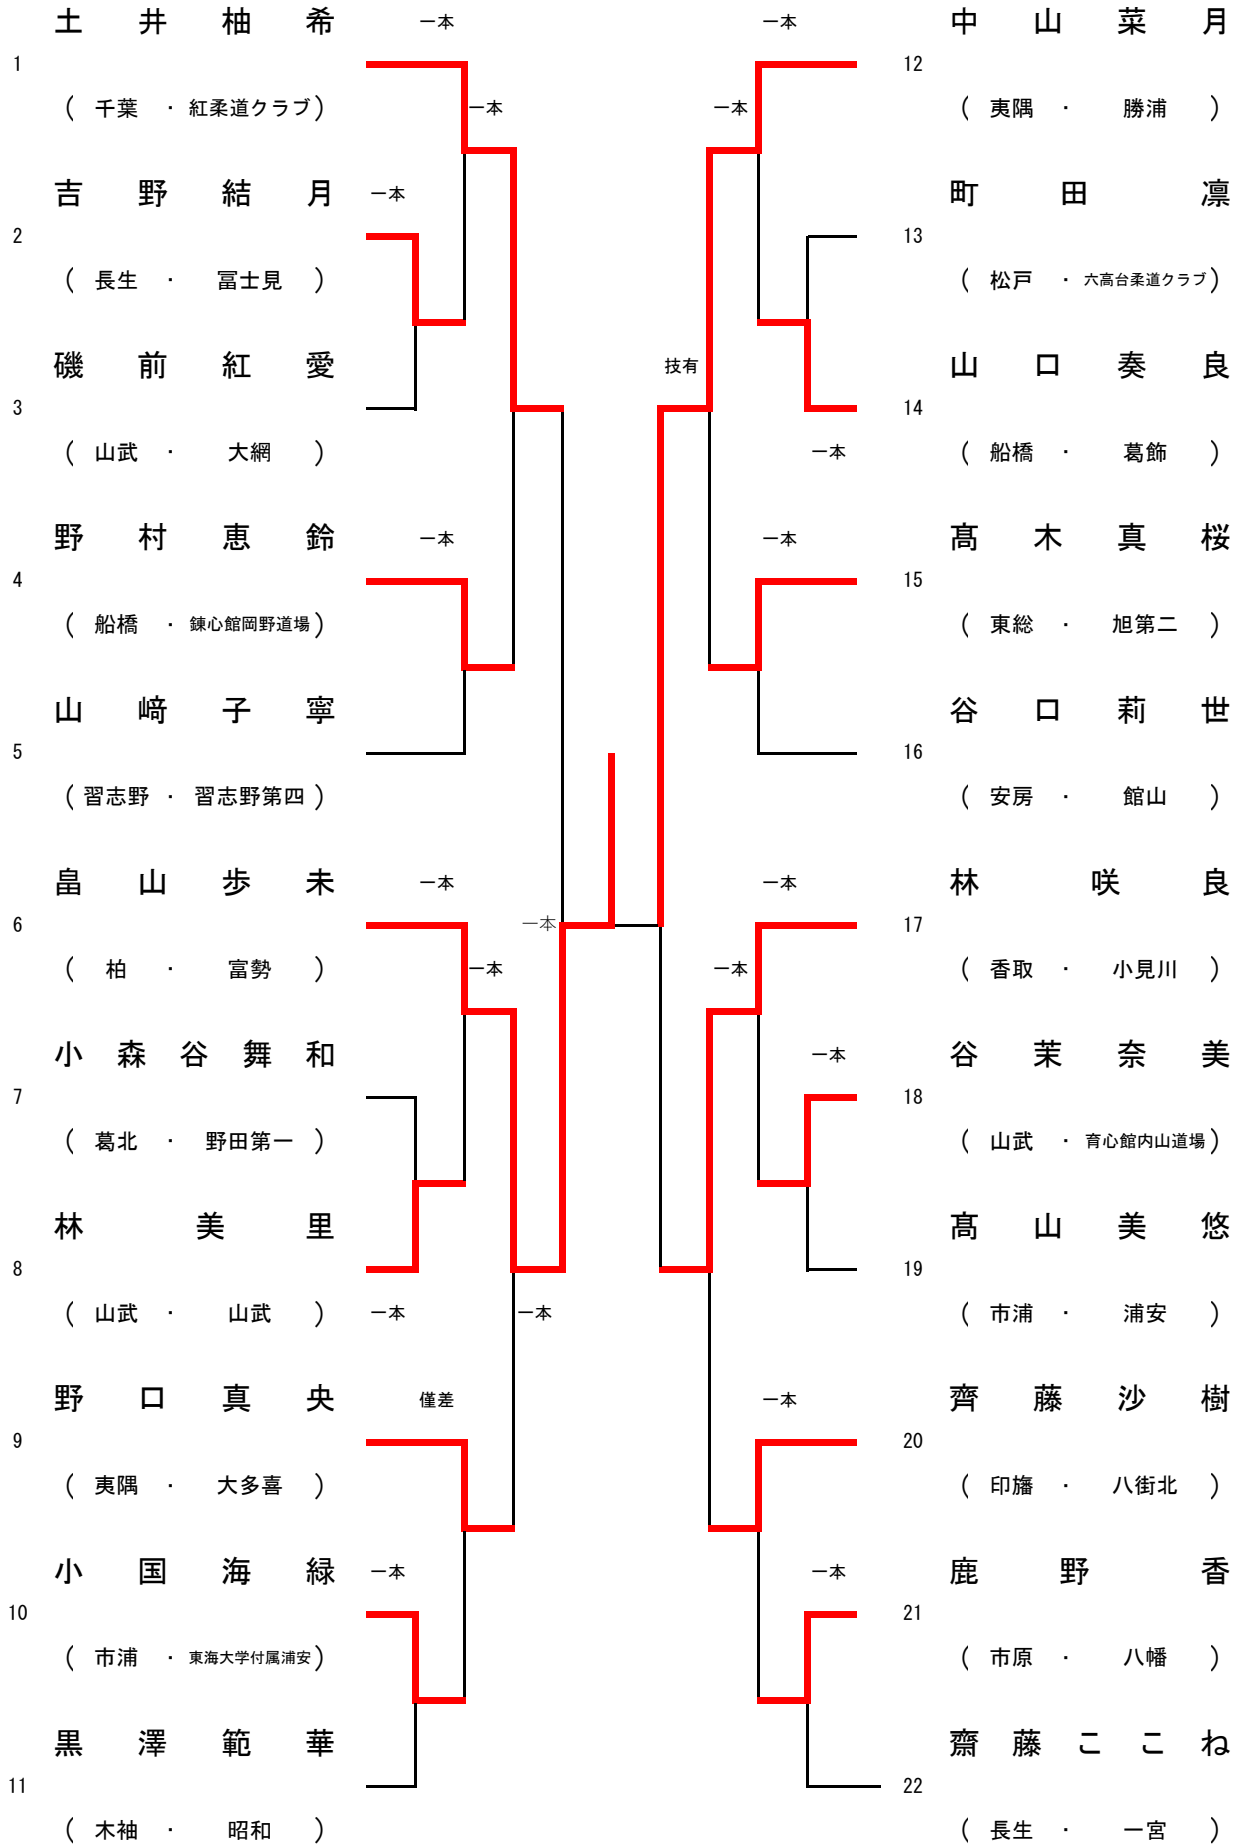 土井柚希 一本
1
(千葉・紅柔道クラブ) 一本
吉野結月 一本
2
(長生・冨士見)
磯前紅愛
3
(山武・大網)
野村恵鈴 一本
4
(船橋・錬心館岡野道場)
山﨑子寧
5
(習志野・習志野第四)
畠山歩未 一本
6 一本
(柏・富勢) 一本
小森谷舞和
7
(葛北・野田第一)
林美里
8
(山武・山武) 一本 一本
野口真央 僅差
9
(夷隅・大多喜)
小国海緑 一本
10
(市浦・東海大学付属浦安)
黒澤範華
11
(木袖・昭和)
一本 中山菜月
12
一本 (夷隅・勝浦)
町田凛
13
(松戸・六高台柔道クラブ)
技有 山口奏良
14
一本 (船橋・葛飾)
一本 髙木真桜
15
(東総・旭第二)
谷口莉世
16
(安房・館山)
一本 林咲良
17
一本 (香取・小見川)
一本 谷茉奈美
18
(山武・育心館内山道場)
髙山美悠
19
(市浦・浦安)
一本 齊藤沙樹
20
(印旛・八街北)
一本 鹿野香
21
(市原・八幡)
齋藤ここね
22
(長生・一宮)